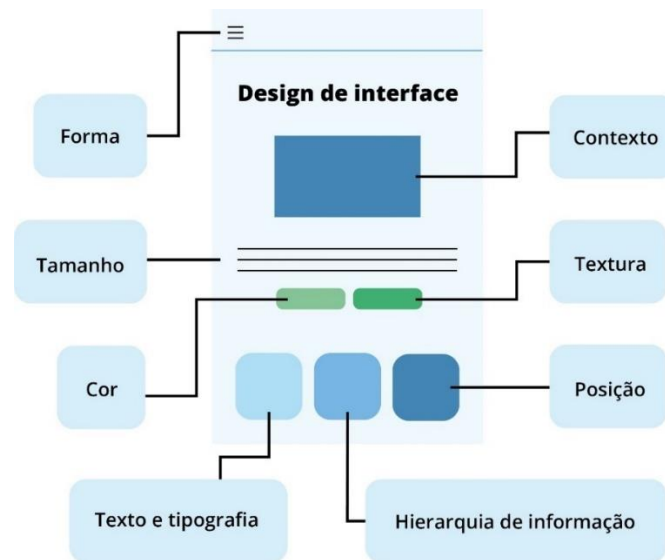 Design de interface
Forma
Contexto
Tamanho
Textura
Cor
Posição
Texto e tipografia
Hierarquia de informação